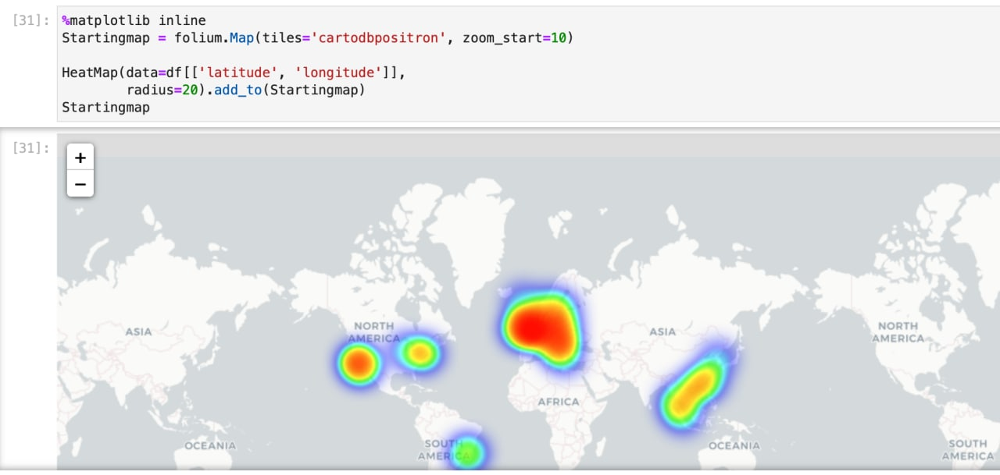 [31]: %matplotlib inline
Startingmap = folium.Map(tiles='cartodbpositron', zoom_start=10)
HeatMap(data=df[['latitude', 'longitude']],
radius=20).add_to(Startingmap)
Startingmap
[31]:
+
−
NORTH
AMERICA
NORTH
AMERICA
ASIA
ASIA
AFRICA
SOUTH
AMERICA
OCEANIA
OCEANIA
SOUTH
AMERICA